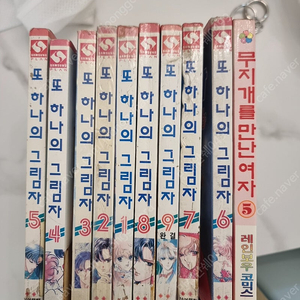 또 하나의 그림자 5
또 하나의 그림자 4
또 하나의 그림자 3
또 하나의 그림자 2
또 하나의 그림자 1
또 하나의 그림자 8
또 하나의 그림자 9 완결
또 하나의 그림자 7
또 하나의 그림자 6
무지개를 만난 여자 5 레인보우 코믹스